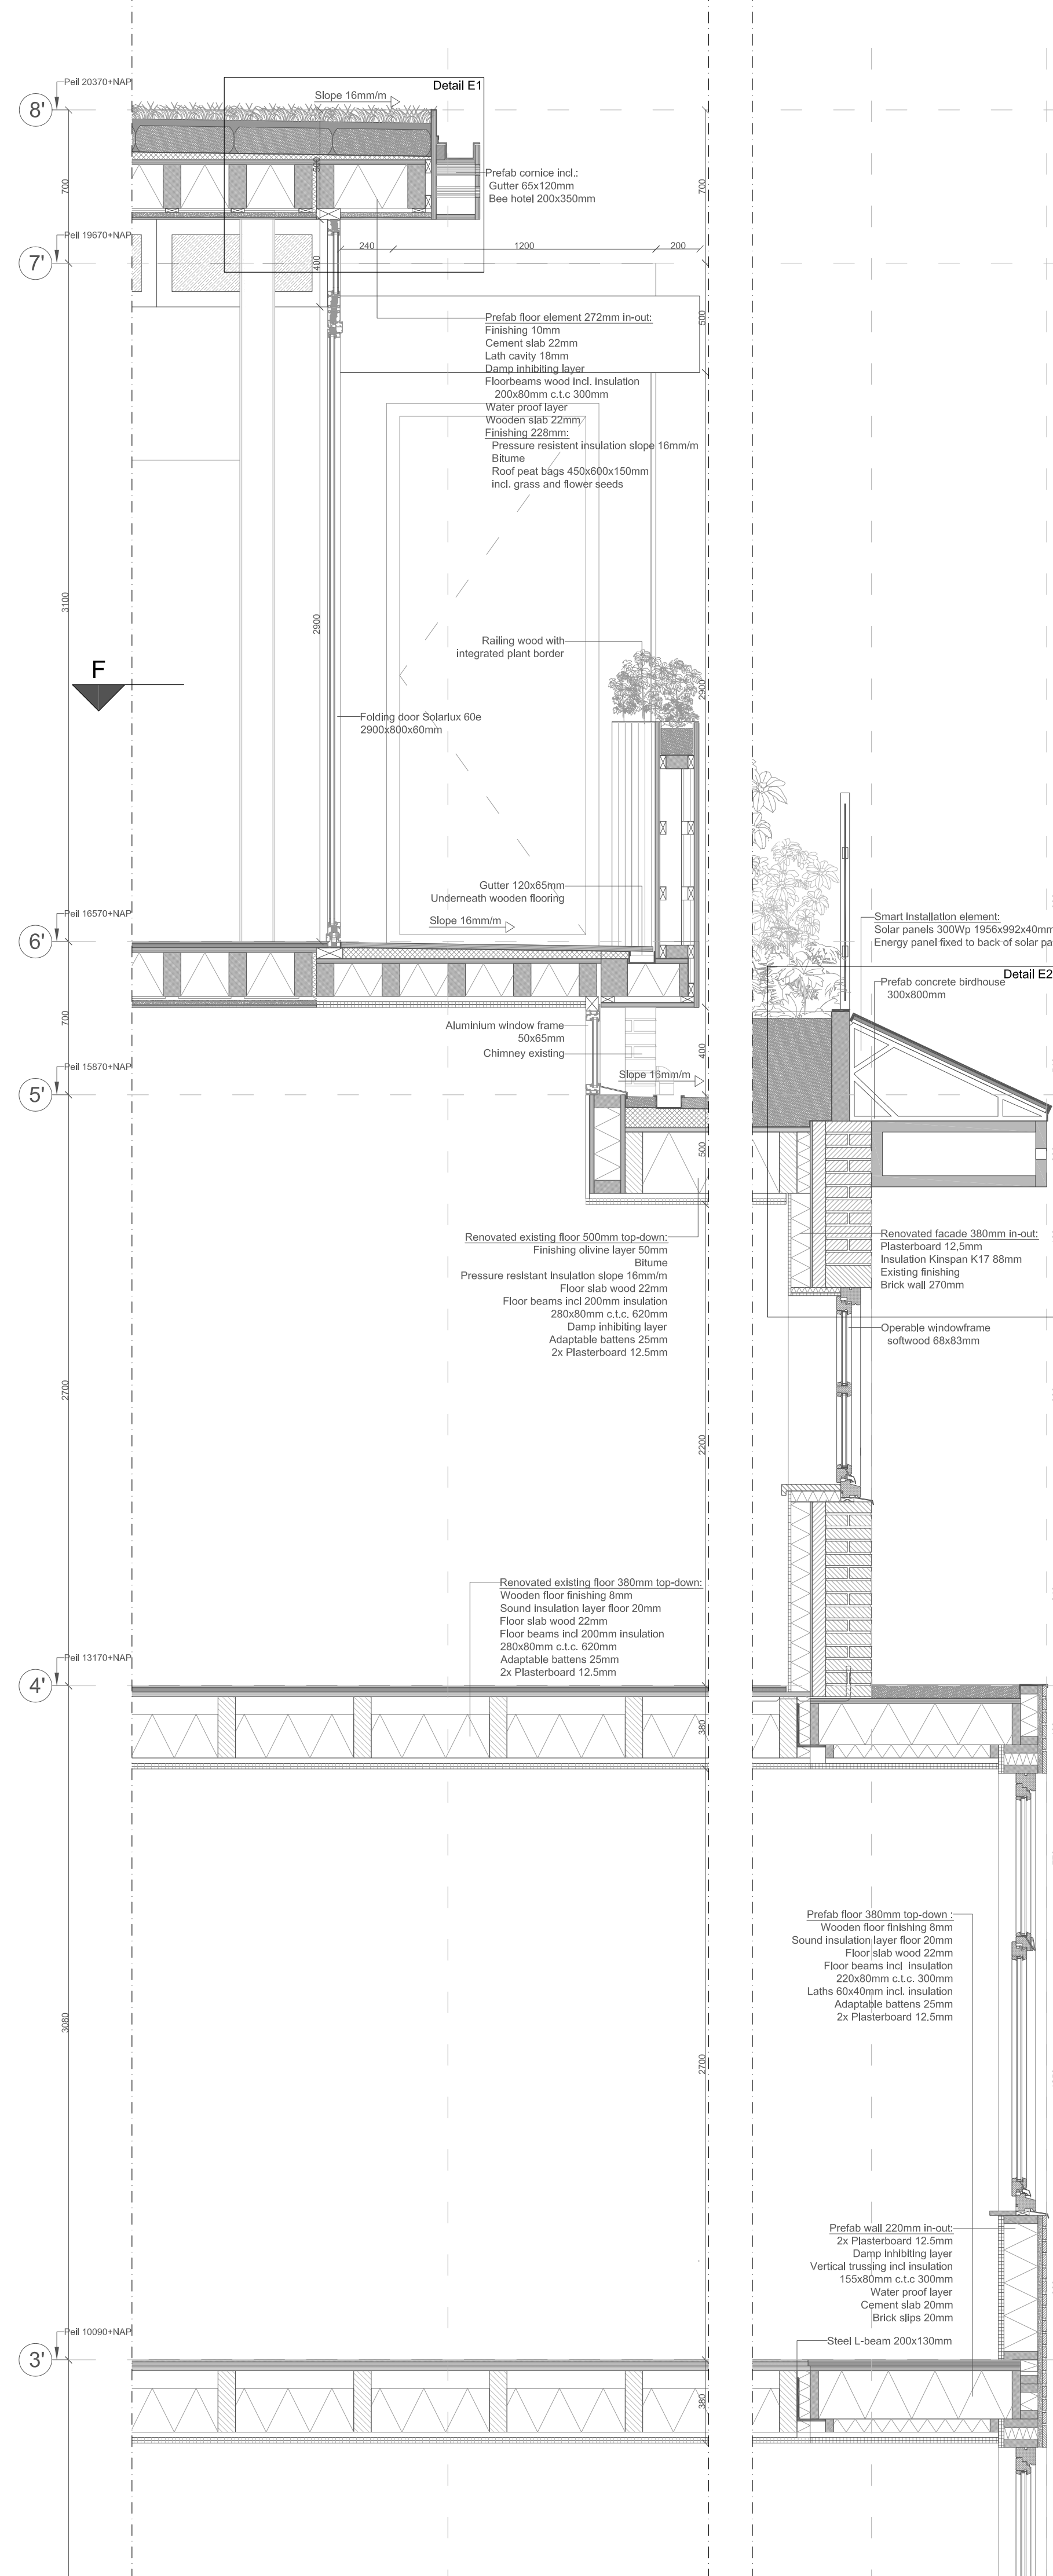 Detail E1
Peil 20370+NAP
Slope 16mm/m
8'
Prefab cornice incl.:
Gutter 65x120mm
Bee hotel 200x350mm
700
500
700
Peil 19670+NAP
7'
240
1200
200
400
500
Prefab floor element 272mm in-out:
Finishing 10mm
Cement slab 22mm
Lath cavity 18mm
Damp inhibiting layer
Floorbeams wood incl. insulation
200x80mm c.t.c 300mm
Water proof layer
Wooden slab 22mm
Finishing 228mm:
Pressure resistent insulation slope 16mm/m
Bitume
Roof peat bags 450x600x150mm
incl. grass and flower seeds
3100
2900
Railing wood with
integrated plant border
F
2900
Folding door Solarlux 60e
2900x800x60mm
Gutter 120x65mm
Underneath wooden flooring
Peil 16570+NAP
Slope 16mm/m
6'
Smart installation element:
Solar panels 300Wp 1956x992x40mm
Energy panel fixed to back of solar pa
Detail E2
Prefab concrete birdhouse
300x800mm
700
Aluminium window frame
50x65mm
Chimney existing
400
Peil 15870+NAP
Slope 16mm/m
5'
500
Renovated existing floor 500mm top-down:
Finishing olivine layer 50mm
Bitume
Pressure resistant insulation slope 16mm/m
Floor slab wood 22mm
Floor beams incl 200mm insulation
280x80mm c.t.c. 620mm
Damp inhibiting layer
Adaptable battens 25mm
2x Plasterboard 12.5mm
Renovated facade 380mm in-out:
Plasterboard 12,5mm
Insulation Kinspan K17 88mm
Existing finishing
Brick wall 270mm
Operable windowframe
softwood 68x83mm
2700
2200
Renovated existing floor 380mm top-down:
Wooden floor finishing 8mm
Sound insulation layer floor 20mm
Floor slab wood 22mm
Floor beams incl 200mm insulation
280x80mm c.t.c. 620mm
Adaptable battens 25mm
2x Plasterboard 12.5mm
Peil 13170+NAP
4'
380
Prefab floor 380mm top-down :
Wooden floor finishing 8mm
Sound insulation layer floor 20mm
Floor slab wood 22mm
Floor beams incl insulation
220x80mm c.t.c. 300mm
Laths 60x40mm incl. insulation
Adaptable battens 25mm
2x Plasterboard 12.5mm
3080
2700
Prefab wall 220mm in-out:
2x Plasterboard 12.5mm
Damp inhibiting layer
Vertical trussing incl insulation
155x80mm c.t.c 300mm
Water proof layer
Cement slab 20mm
Brick slips 20mm
Peil 10090+NAP
Steel L-beam 200x130mm
3'
380